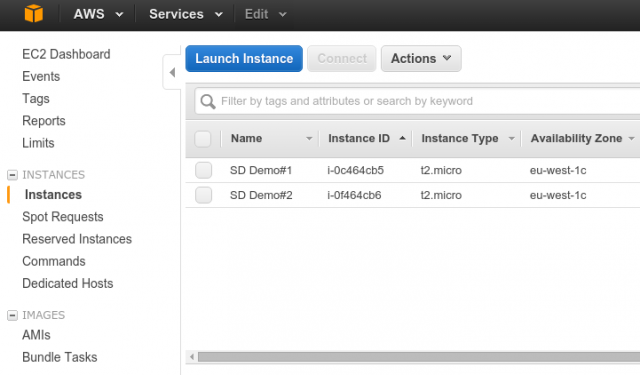 AWS Services Edit
EC2 Dashboard
Events
Tags
Reports
Limits
INSTANCES
Instances
Spot Requests
Reserved Instances
Commands
Dedicated Hosts
IMAGES
AMIs
Bundle Tasks
Launch Instance Connect Actions
Filter by tags and attributes or search by keyword
Name Instance ID Instance Type Availability Zone
SD Demo#1 i-0c464cb5 t2.micro eu-west-1c
SD Demo#2 i-0f464cb6 t2.micro eu-west-1c